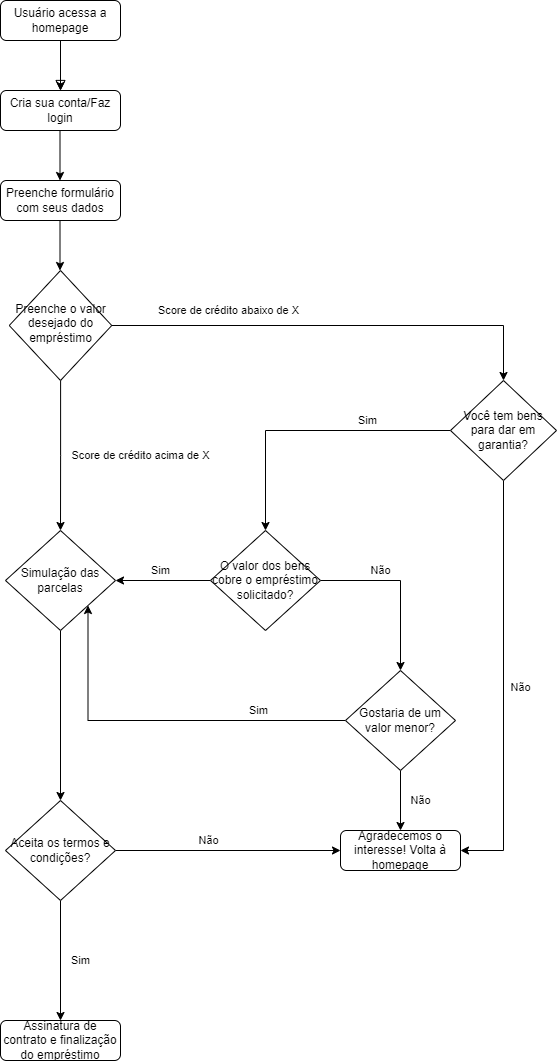 Usuário acessa a
homepage
Cria sua conta/Faz
login
Preenche formulário
com seus dados
Preenche o valor
desejado do
empréstimo
Score de crédito abaixo de X
Você tem bens
para dar em
garantia?
Sim
Score de crédito acima de X
Simulação das
parcelas
Sim
O valor dos bens
cobre o empréstimo
solicitado?
Não
Não
Gostaria de um
valor menor?
Sim
Não
Aceita os termos e
condições?
Não
Agradecemos o
interesse! Volta à
homepage
Sim
Assinatura de
contrato e finalização
do empréstimo